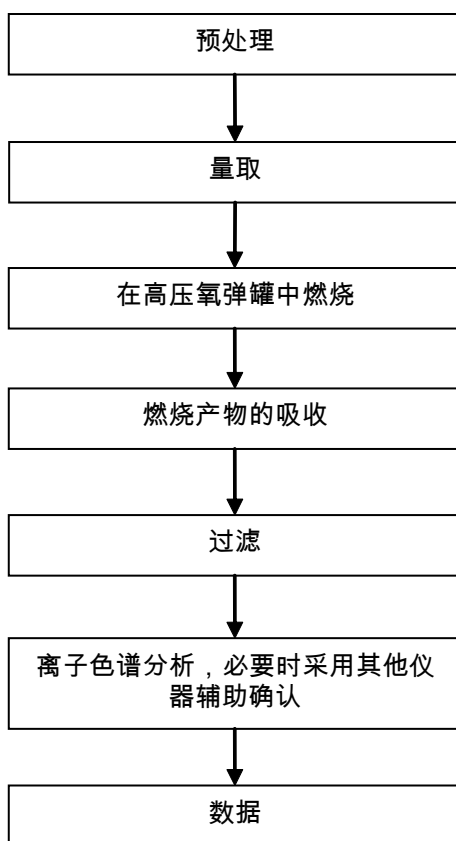 预处理
量取
在高压氧弹罐中燃烧
燃烧产物的吸收
过滤
离子色谱分析，必要时采用其他仪
器辅助确认
数据